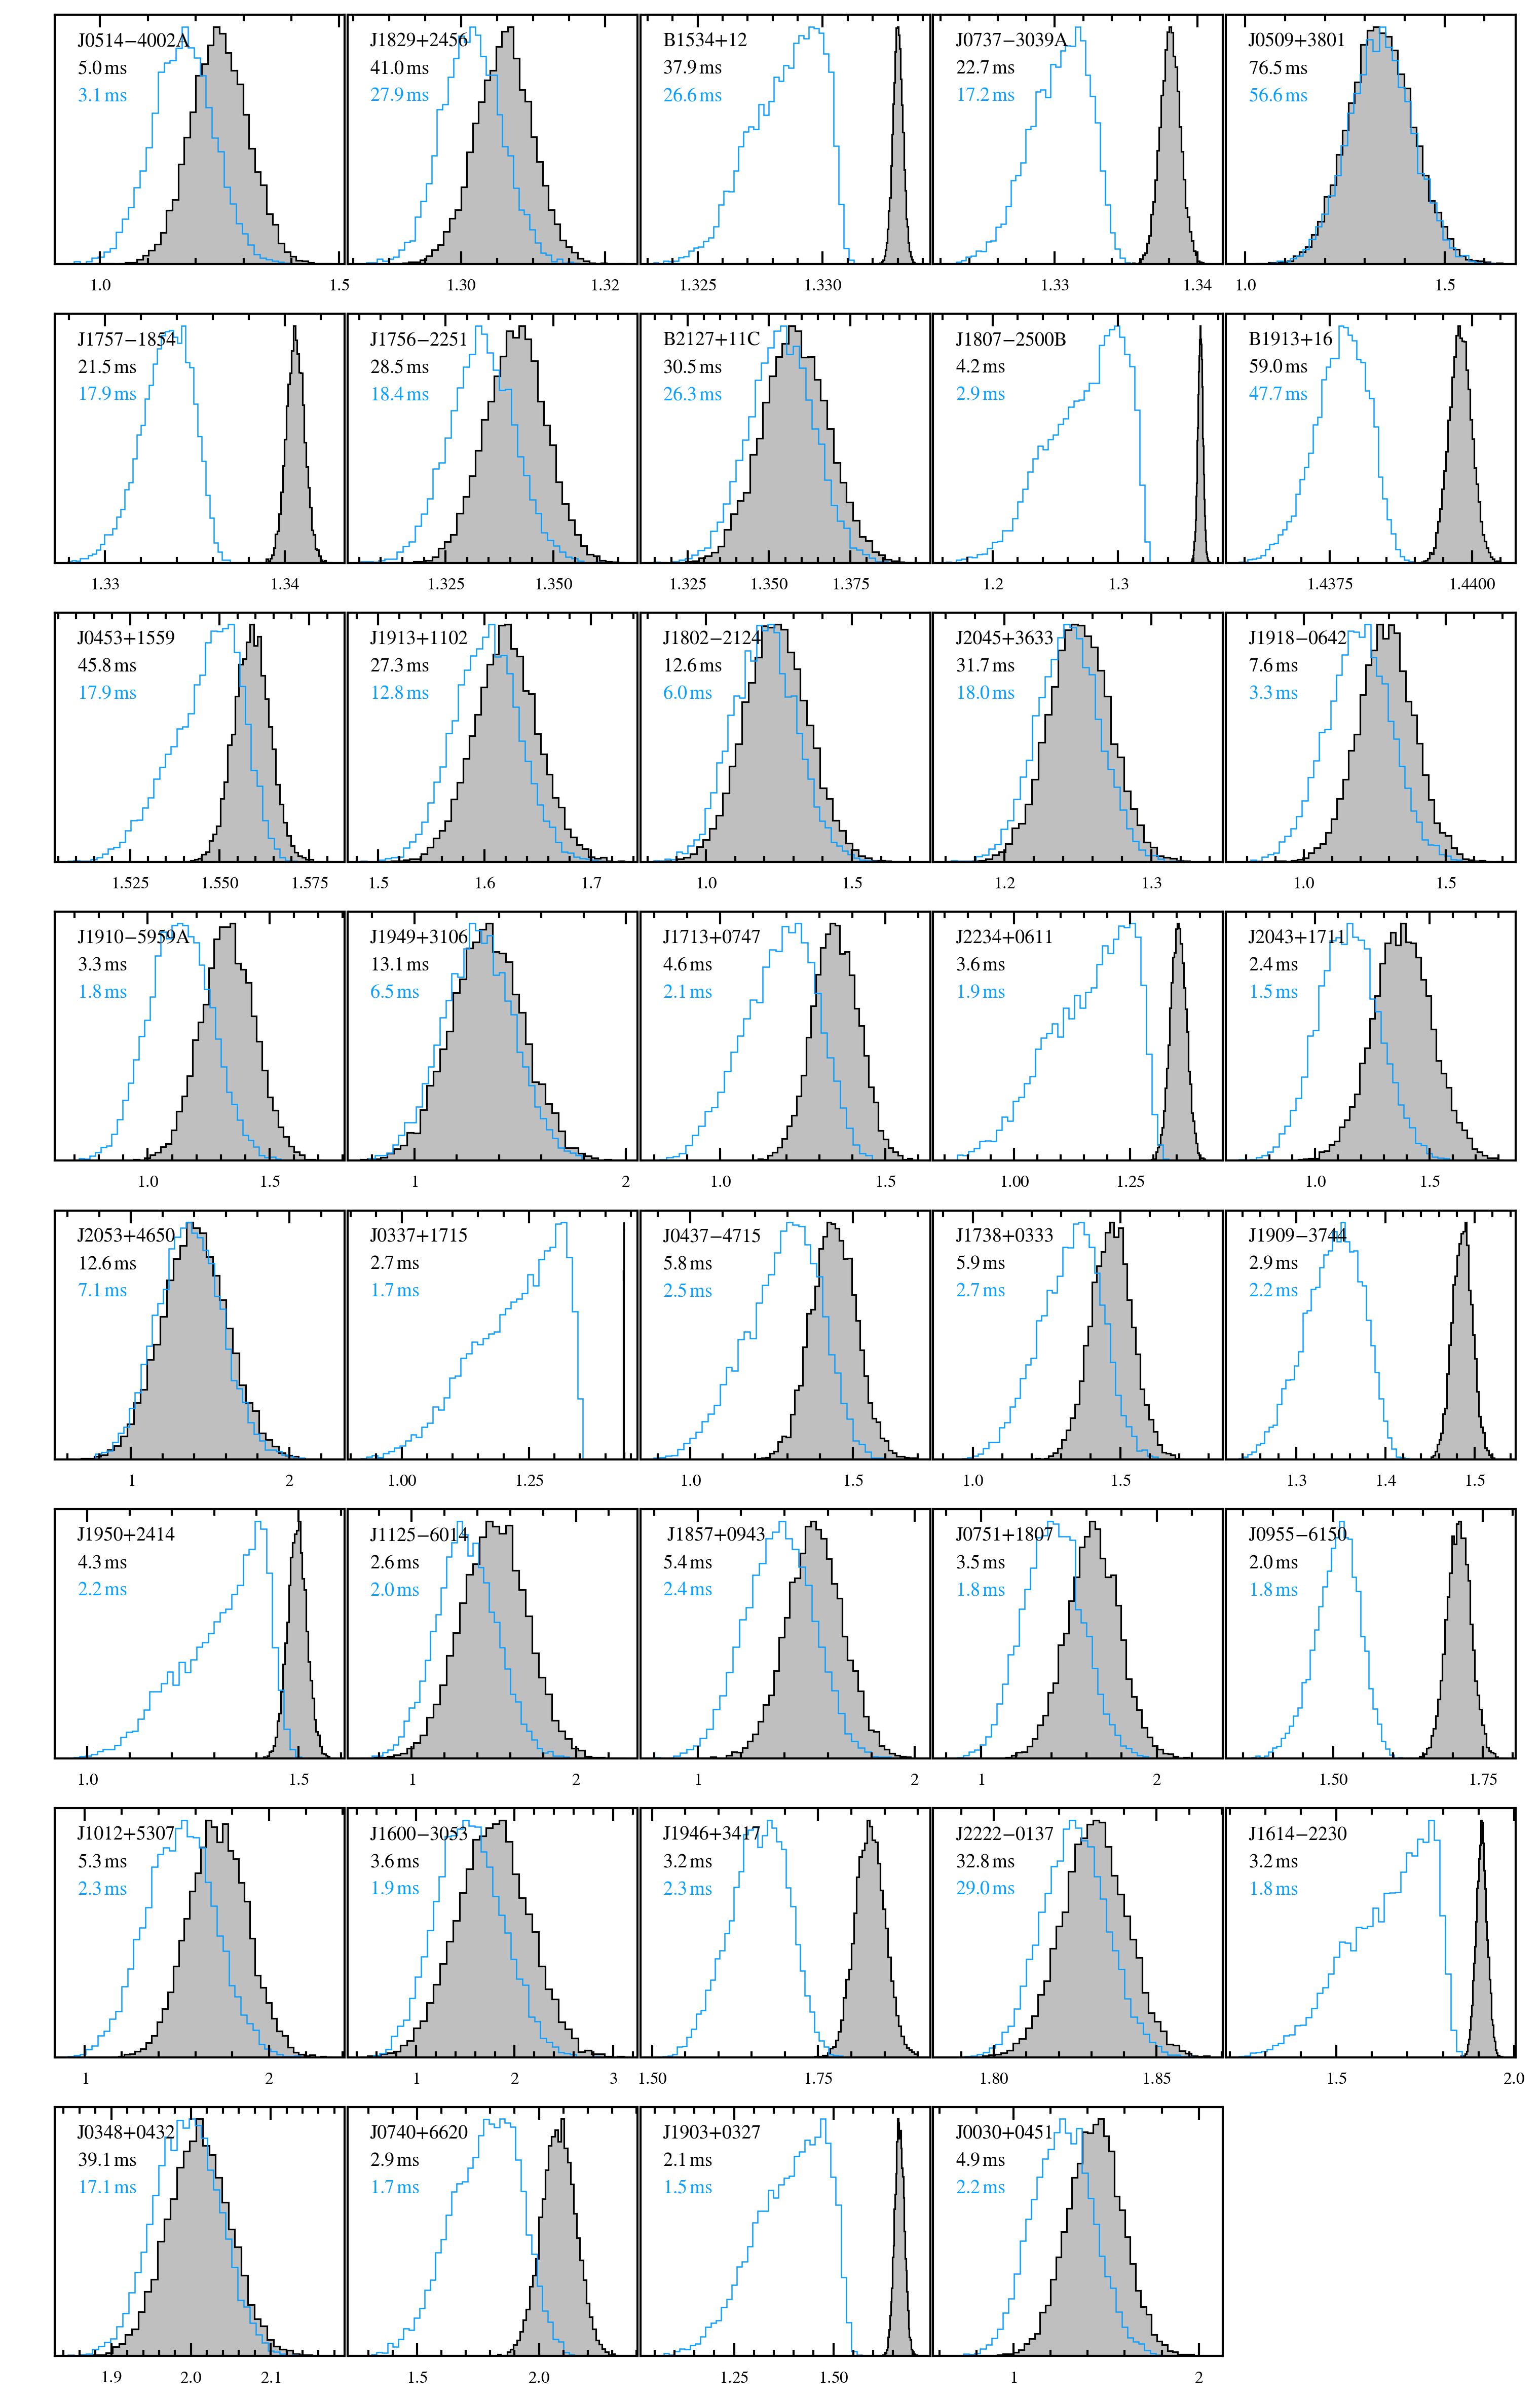 J0514−4002A
5.0 ms
3.1 ms
1.0 1.5
J1829+2456
41.0 ms
27.9 ms
1.30 1.32
B1534+12
37.9 ms
26.6 ms
1.325 1.330
J0737−3039A
22.7 ms
17.2 ms
1.33 1.34
J0509+3801
76.5 ms
56.6 ms
1.0 1.5
J1757−1854
21.5 ms
17.9 ms
1.33 1.34
J1756−2251
28.5 ms
18.4 ms
1.325 1.350
B2127+11C
30.5 ms
26.3 ms
1.325 1.350 1.375
J1807−2500B
4.2 ms
2.9 ms
1.2 1.3
B1913+16
59.0 ms
47.7 ms
1.4375 1.4400
J0453+1559
45.8 ms
17.9 ms
1.525 1.550 1.575
J1913+1102
27.3 ms
12.8 ms
1.5 1.6 1.7
J1802−2124
12.6 ms
6.0 ms
1.0 1.5
J2045+3633
31.7 ms
18.0 ms
1.2 1.3
J1918−0642
7.6 ms
3.3 ms
1.0 1.5
J1910−5959A
3.3 ms
1.8 ms
1.0 1.5
J1949+3106
13.1 ms
6.5 ms
1 2
J1713+0747
4.6 ms
2.1 ms
1.0 1.5
J2234+0611
3.6 ms
1.9 ms
1.00 1.25
J2043+1711
2.4 ms
1.5 ms
1.0 1.5
J2053+4650
12.6 ms
7.1 ms
1 2
J0337+1715
2.7 ms
1.7 ms
1.00 1.25
J0437−4715
5.8 ms
2.5 ms
1.0 1.5
J1738+0333
5.9 ms
2.7 ms
1.0 1.5
J1909−3744
2.9 ms
2.2 ms
1.3 1.4 1.5
J1950+2414
4.3 ms
2.2 ms
1.0 1.5
J1125−6014
2.6 ms
2.0 ms
1 2
J1857+0943
5.4 ms
2.4 ms
1 2
J0751+1807
3.5 ms
1.8 ms
1 2
J0955−6150
2.0 ms
1.8 ms
1.50 1.75
J1012+5307
5.3 ms
2.3 ms
1 2
J1600−3053
3.6 ms
1.9 ms
1 2 3
J1946+3417
3.2 ms
2.3 ms
1.50 1.75
J2222−0137
32.8 ms
29.0 ms
1.80 1.85
J1614−2230
3.2 ms
1.8 ms
1.5 2.0
J0348+0432
39.1 ms
17.1 ms
1.9 2.0 2.1
J0740+6620
2.9 ms
1.7 ms
1.5 2.0
J1903+0327
2.1 ms
1.5 ms
1.25 1.50
J0030+0451
4.9 ms
2.2 ms
1 2